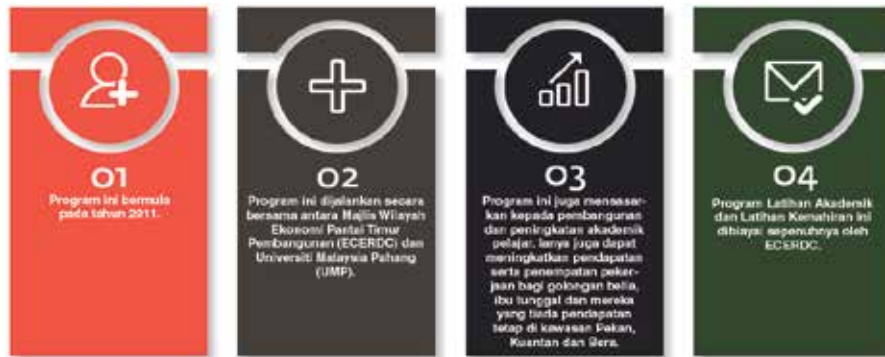 01
Program ini bermula
pada tahun 2011.
02
Program ini dijalankan secara
bersama antara Majlis Wilayah
Ekonomi Pantai Timur
Pembangunan (ECERDC) dan
Universiti Malaysia Pahang
(UMP).
03
Program ini juga mensasar-
kan kepada pembangunan
dan peningkatan akademik
pelajar. Ianya juga dapat
meningkatkan pendapatan
serta penempatan peker-
jaan bagi golongan belia,
ibu tunggal dan mereka
yang tiada pendapatan
tetap di kawasan Pekan,
Kuantan dan Bera.
04
Program Latihan Akademik
dan Latihan Kemahiran ini
dibiayai sepenuhnya oleh
ECERDC.